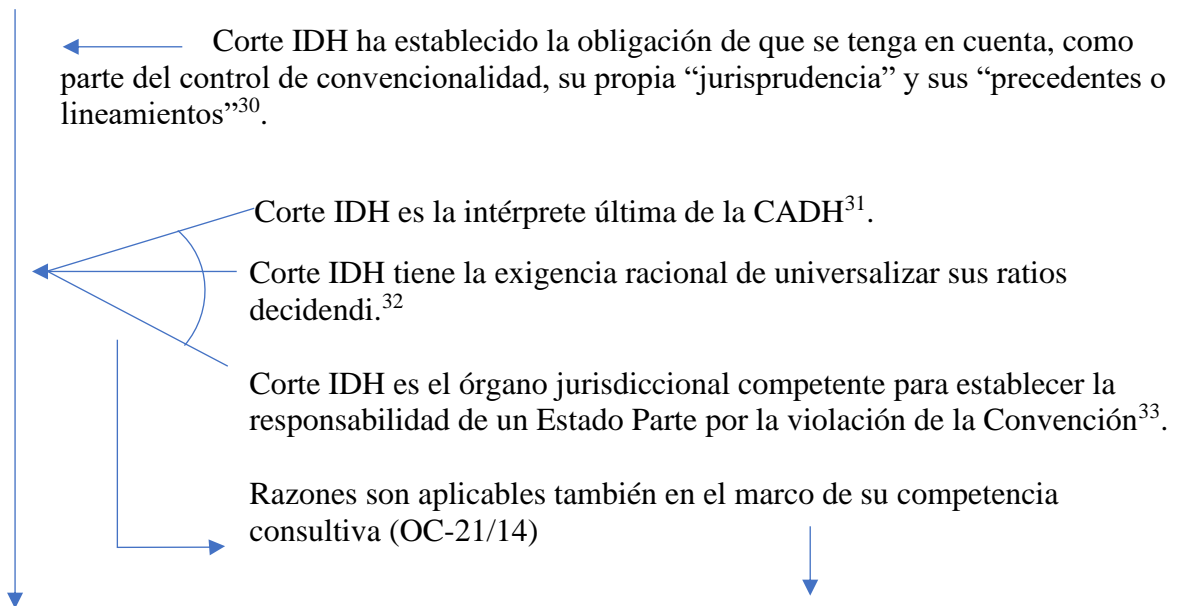 Corte IDH ha establecido la obligación de que se tenga en cuenta, como
parte del control de convencionalidad, su propia “jurisprudencia” y sus “precedentes o
lineamientos”³⁰.
Corte IDH es la intérprete última de la CADH³¹.
Corte IDH tiene la exigencia racional de universalizar sus ratios
decidendi.³²
Corte IDH es el órgano jurisdiccional competente para establecer la
responsabilidad de un Estado Parte por la violación de la Convención³³.
Razones son aplicables también en el marco de su competencia
consultiva (OC-21/14)